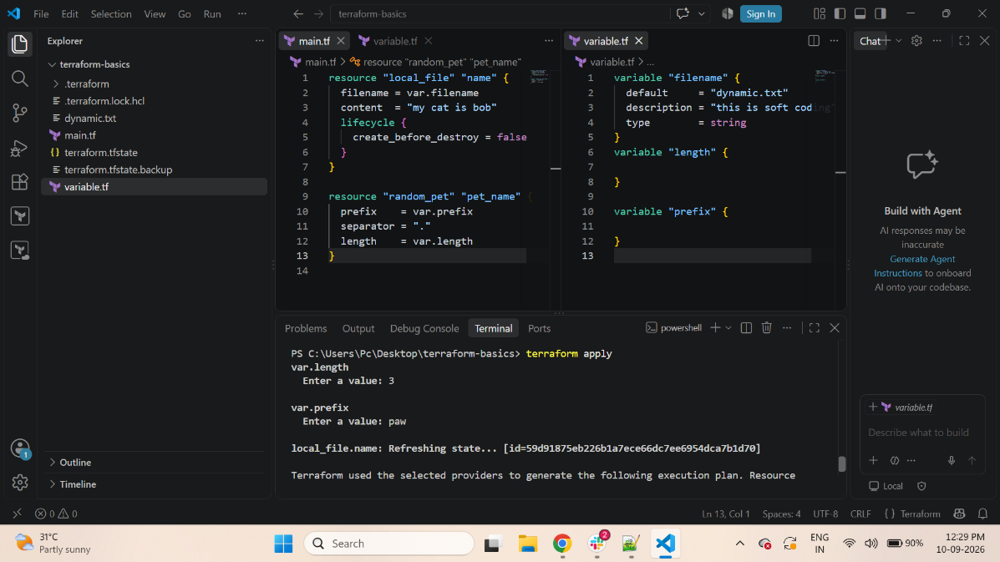 File Edit Selection View Go Run ···
terraform-basics
Sign In
Explorer
terraform-basics
.terraform
.terraform.lock.hcl
dynamic.txt
main.tf
terraform.tfstate
terraform.tfstate.backup
variable.tf
Outline
Timeline
main.tf variable.tf
main.tf > resource "random_pet" "pet_name"
1 resource "local_file" "name" {
2 filename = var.filename
3 content = "my cat is bob"
4 lifecycle {
5 create_before_destroy = false
6 }
7 }
8
9 resource "random_pet" "pet_name" {
10 prefix = var.prefix
11 separator = "."
12 length = var.length
13 }
14
variable.tf
variable.tf > ...
1 variable "filename" {
2 default = "dynamic.txt"
3 description = "this is soft coding"
4 type = string
5 }
6 variable "length" {
7
8 }
9
10 variable "prefix" {
11
12 }
13
Problems Output Debug Console Terminal Ports
powershell
PS C:\Users\Pc\Desktop\terraform-basics> terraform apply
var.length
Enter a value: 3
var.prefix
Enter a value: paw
local_file.name: Refreshing state... [id=59d91875eb226b1a7ece66dc7ee6954dca7b1d70]
Terraform used the selected providers to generate the following execution plan. Resource
Chat
Build with Agent
AI responses may be
inaccurate
Generate Agent
Instructions to onboard
AI onto your codebase.
variable.tf
Describe what to build
Local
1
0 0
Ln 13, Col 1 Spaces: 4 UTF-8 CRLF {} Terraform
31°C
Partly sunny
Search
2
ENG
IN
90%
12:29 PM
10-09-2026